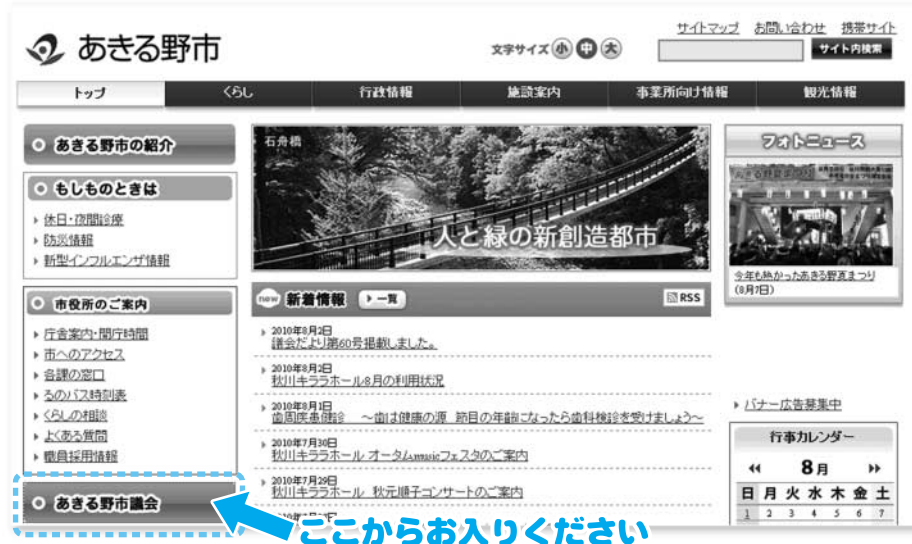 サイトマップ お問い合わせ 携帯サイト
あきる野市
文字サイズ 小 中 大
サイト内検索
トップ くらし 行政情報 施設案内 事業所向け情報 観光情報
あきる野市の紹介
もしものときは
休日・夜間診療
防災情報
新型インフルエンザ情報
市役所のご案内
庁舎案内・開庁時間
市へのアクセス
各課の窓口
るのバス時刻表
くらしの相談
よくある質問
職員採用情報
あきる野市議会
石舟橋
人と緑の新創造都市
new 新着情報 一覧 RSS
2010年8月2日
議会だより第60号掲載しました。
2010年8月2日
秋川キララホール8月の利用状況
2010年8月1日
歯周疾患健診 ～歯は健康の源 節目の年齢になったら歯科検診を受けましょう～
2010年7月30日
秋川キララホール オータムmusicフェスタのご案内
2010年7月29日
秋川キララホール 秋元順子コンサートのご案内
フォトニュース
今年も熱かったあきる野夏まつり
(8月7日)
バナー広告募集中
行事カレンダー
8月
日 月 火 水 木 金 土
1 2 3 4 5 6 7
ここからお入りください